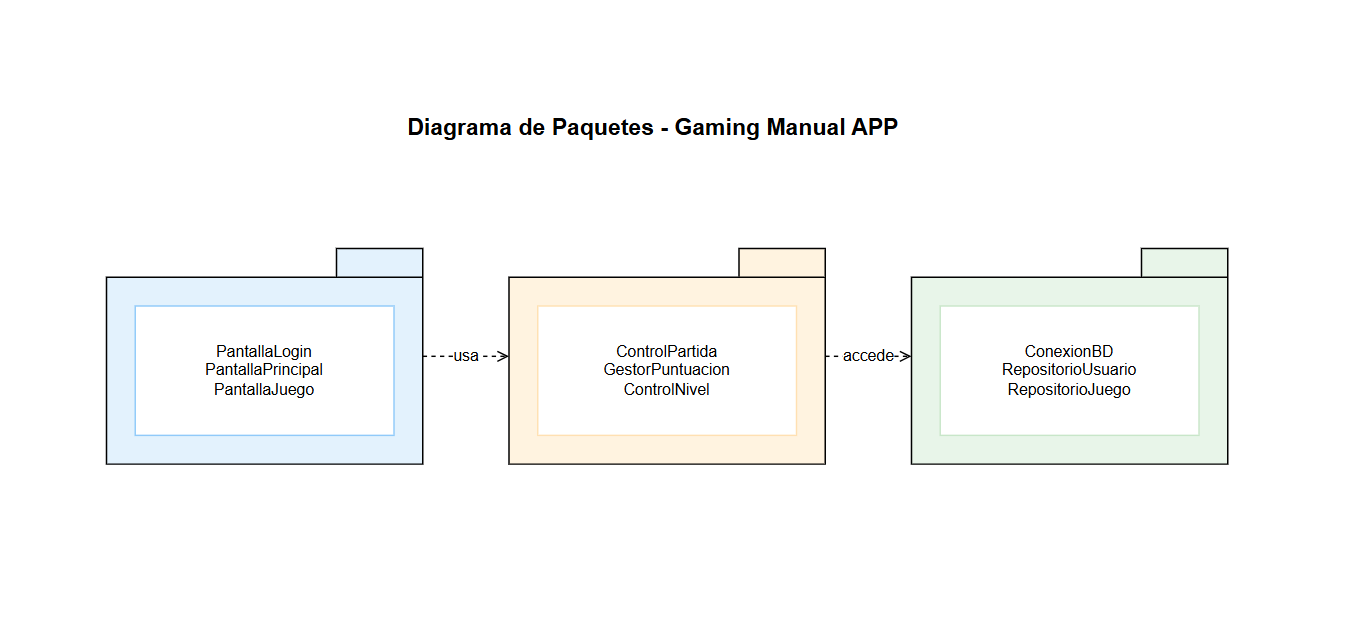 Diagrama de Paquetes - Gaming Manual APP
PantallaLogin
PantallaPrincipal
PantallaJuego
usa
ControlPartida
GestorPuntuacion
ControlNivel
accede
ConexionBD
RepositorioUsuario
RepositorioJuego